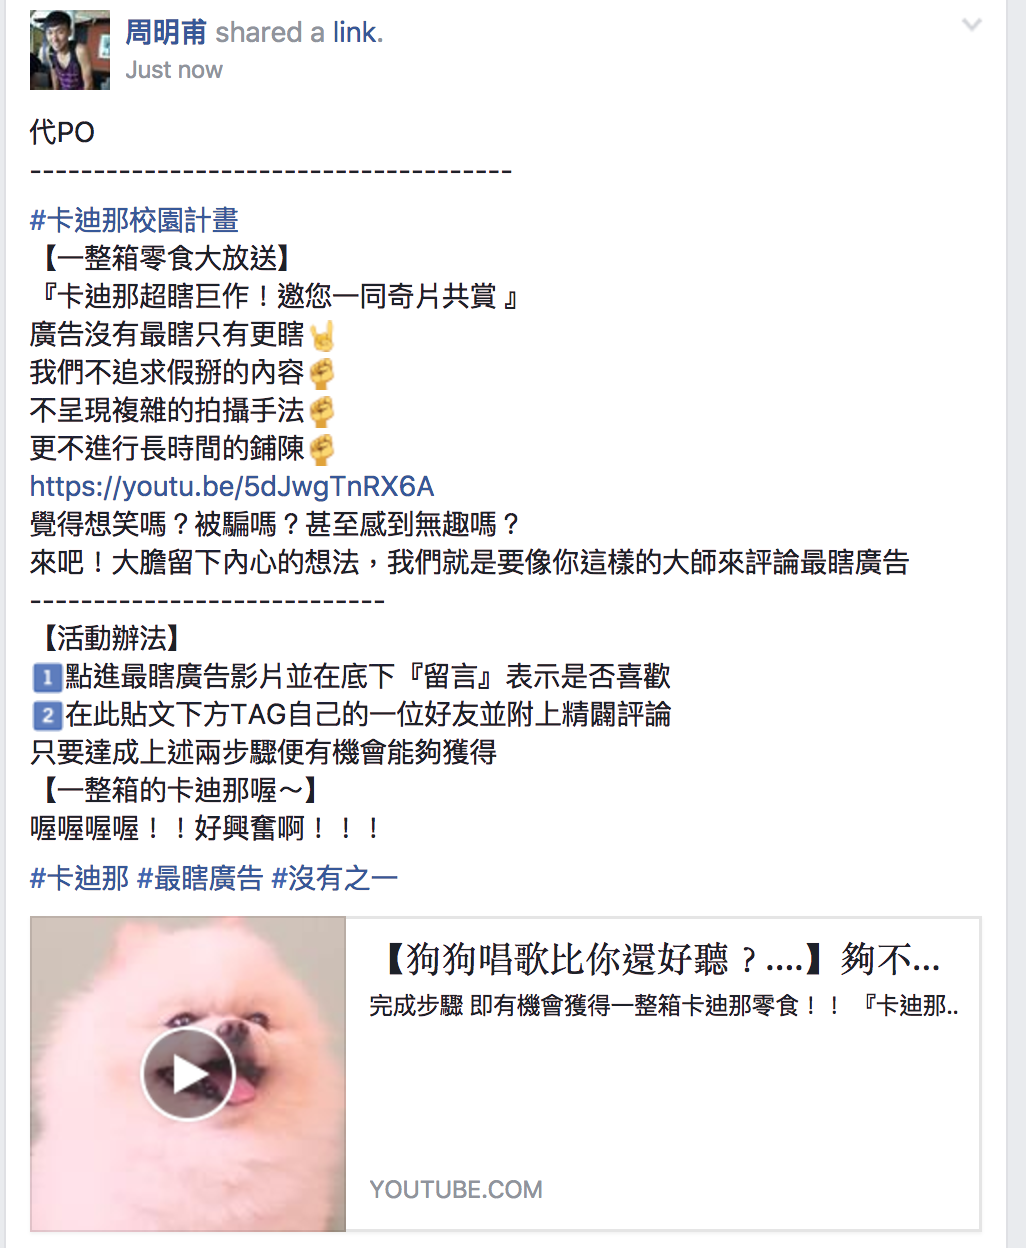 周明甫 shared a link.
Just now
代PO
--------------------------------------
#卡迪那校園計畫
【一整箱零食大放送】
『卡迪那超瞎巨作！邀您一同奇片共賞 』
廣告沒有最瞎只有更瞎🤘
我們不追求假掰的內容✊
不呈現複雜的拍攝手法✊
更不進行長時間的鋪陳✊
https://youtu.be/5dJwgTnRX6A
覺得想笑嗎？被騙嗎？甚至感到無趣嗎？
來吧！大膽留下內心的想法，我們就是要像你這樣的大師來評論最瞎廣告
----------------------------
【活動辦法】
1️⃣點進最瞎廣告影片並在底下『留言』表示是否喜歡
2️⃣在此貼文下方TAG自己的一位好友並附上精闢評論
只要達成上述兩步驟便有機會能夠獲得
【一整箱的卡迪那喔～】
喔喔喔喔！！好興奮啊！！！
#卡迪那 #最瞎廣告 #沒有之一
【狗狗唱歌比你還好聽？....】夠不...
完成步驟 即有機會獲得一整箱卡迪那零食！！ 『卡迪那..
YOUTUBE.COM